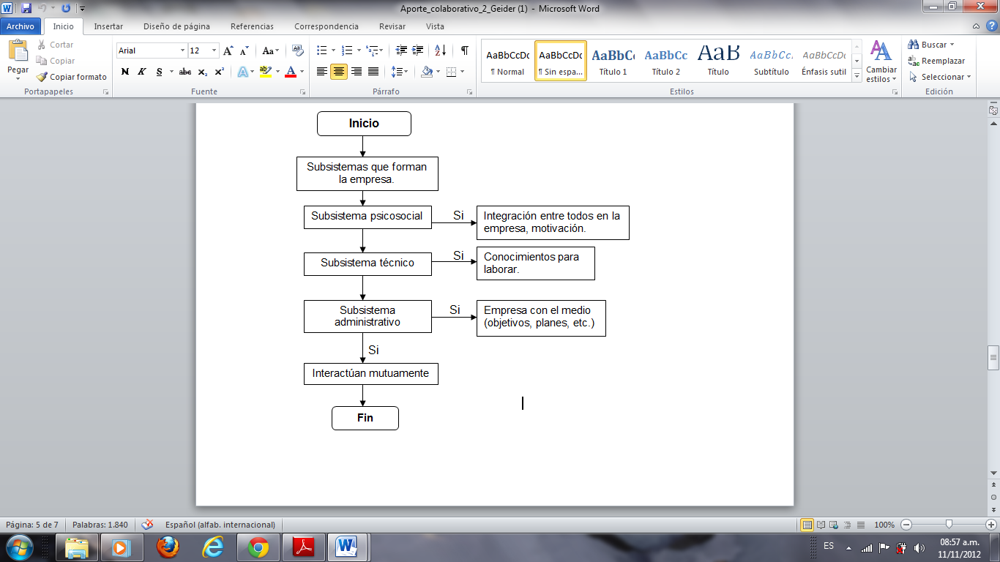 Aporte_colaborativo_2_Geider (1) - Microsoft Word
Archivo Inicio Insertar Diseño de página Referencias Correspondencia Revisar Vista
Pegar
Cortar
Copiar
Copiar formato
Portapapeles
Arial 12
N K S abc x₂ x² A ab A
Aa
Fuente
Párrafo
AaBbCcDc AaBbCcDc AaBbCc AaBbCc AaB AaBbCc. AaBbCcDc
¶ Normal ¶ Sin espa... Título 1 Título 2 Título Subtítulo Énfasis sutil
Cambiar
estilos
Estilos
Buscar
Reemplazar
Seleccionar
Edición
Inicio
Subsistemas que forman
la empresa.
Subsistema psicosocial
Si
Integración entre todos en la
empresa, motivación.
Subsistema técnico
Si
Conocimientos para
laborar.
Subsistema
administrativo
Si
Empresa con el medio
(objetivos, planes, etc.)
Si
Interactúan mutuamente
Fin
Página: 5 de 7 Palabras: 1.840 Español (alfab. internacional) 100%
ES
08:57 a.m.
11/11/2012